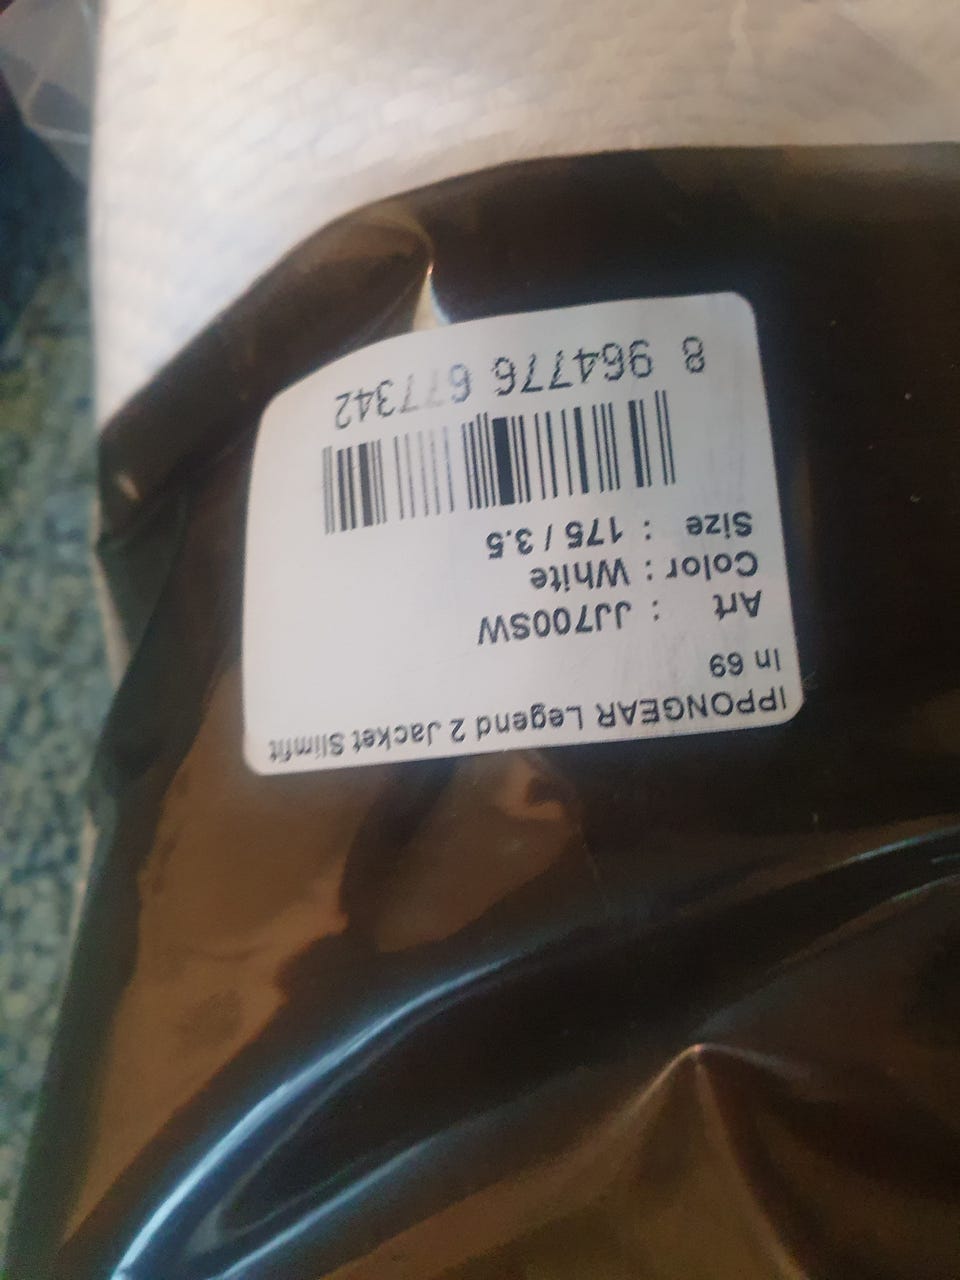 IPPONGEAR Legend 2 Jacket Slimfit
In 69
Art : JJ700SW
Color : White
Size : 175 / 3.5
8 964776 677342